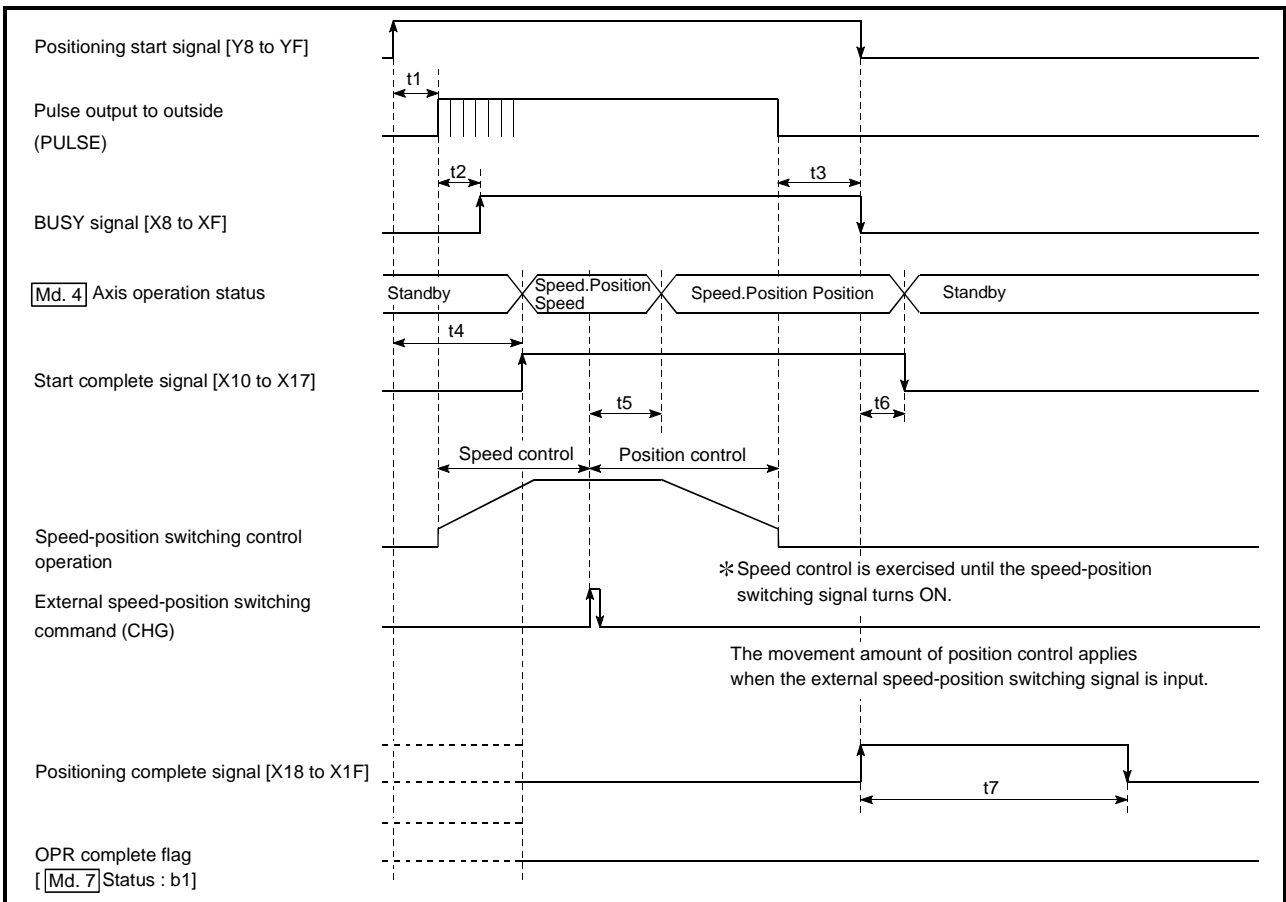 Positioning start signal [Y8 to YF]
t1
Pulse output to outside
(PULSE)
t2
t3
BUSY signal [X8 to XF]
Md. 4 Axis operation status
Standby
Speed.Position
Speed
Speed.Position Position
Standby
t4
Start complete signal [X10 to X17]
t5
t6
Speed control
Position control
Speed-position switching control
operation
＊Speed control is exercised until the speed-position
switching signal turns ON.
External speed-position switching
command (CHG)
The movement amount of position control applies
when the external speed-position switching signal is input.
Positioning complete signal [X18 to X1F]
t7
OPR complete flag
[ Md. 7 Status : b1]